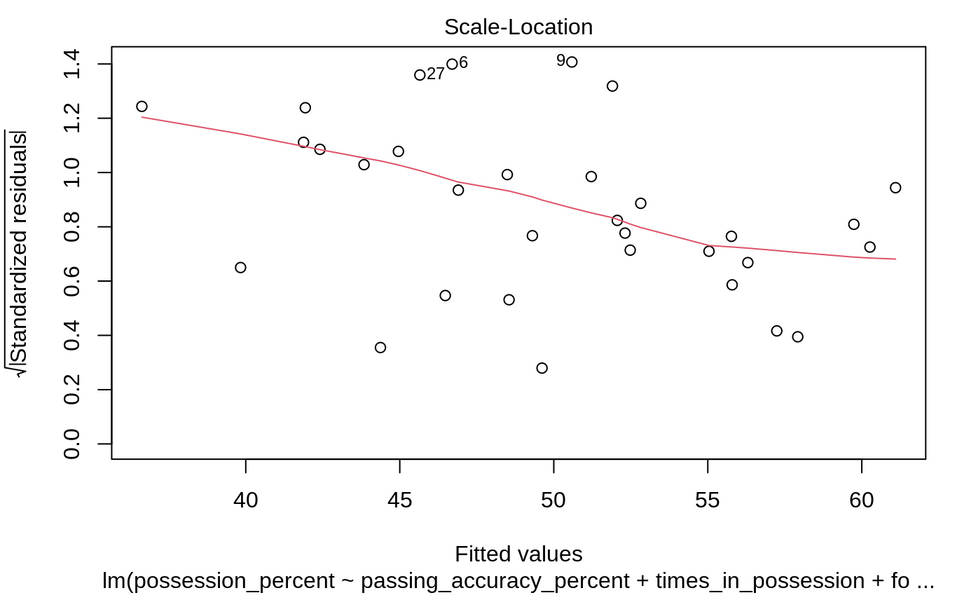 Scale-Location
√|Standardized residuals|
1.4
1.2
1.0
0.8
0.6
0.4
0.2
0.0
27
6
9
40 45 50 55 60
Fitted values
lm(possession_percent ~ passing_accuracy_percent + times_in_possession + fo ...